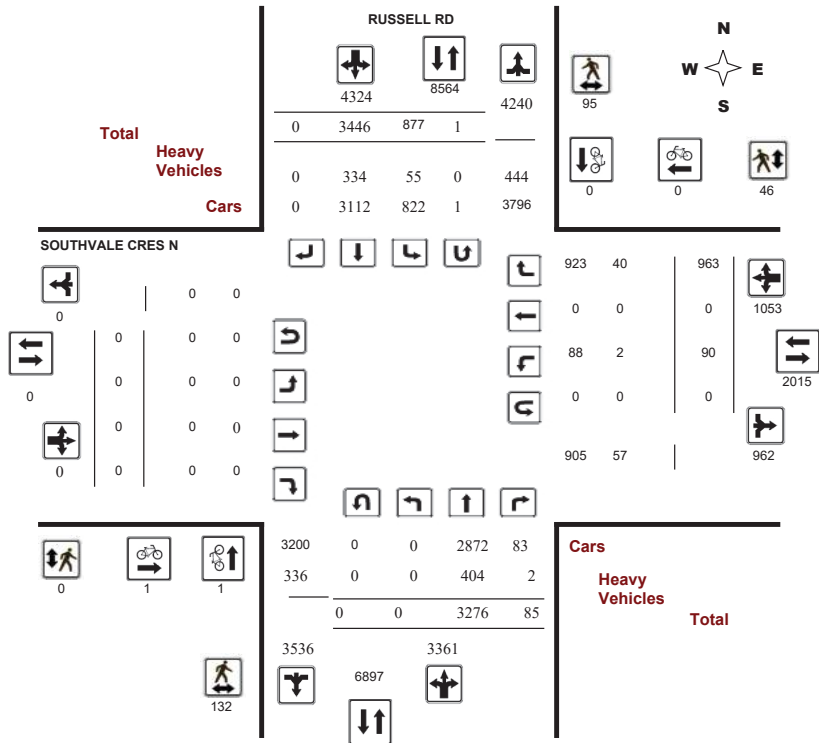 RUSSELL RD
N
W E
S
4324 8564 4240 95
Total 0 3446 877 1
Heavy
Vehicles 0 334 55 0 444
Cars 0 3112 822 1 3796
0 0 46
SOUTHVALE CRES N
0 0 0
0 0 0
0
0 0 0
0 0 0
0 0 0 0
923 40 963
1053
0 0 0
88 2 90
2015
0 0 0
905 57 962
0 1 1
3200 0 0 2872 83 Cars
336 0 0 404 2 Heavy
Vehicles
0 0 3276 85 Total
3536 6897 3361
132